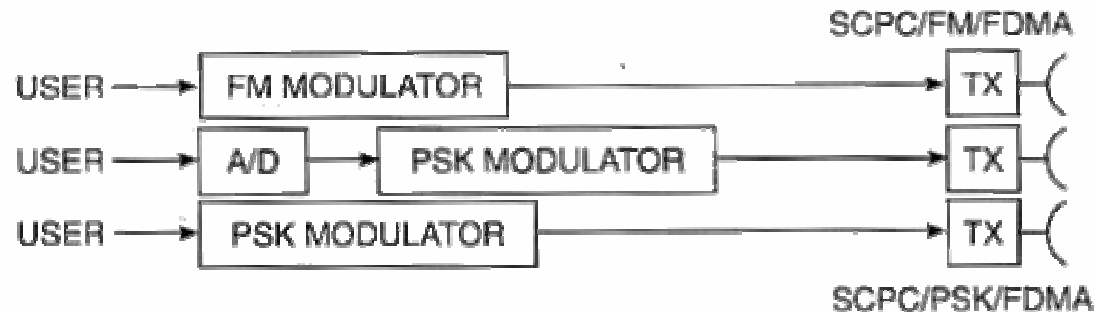 SCPC/FM/FDMA
USER FM MODULATOR TX
USER A/D PSK MODULATOR TX
USER PSK MODULATOR TX
SCPC/PSK/FDMA